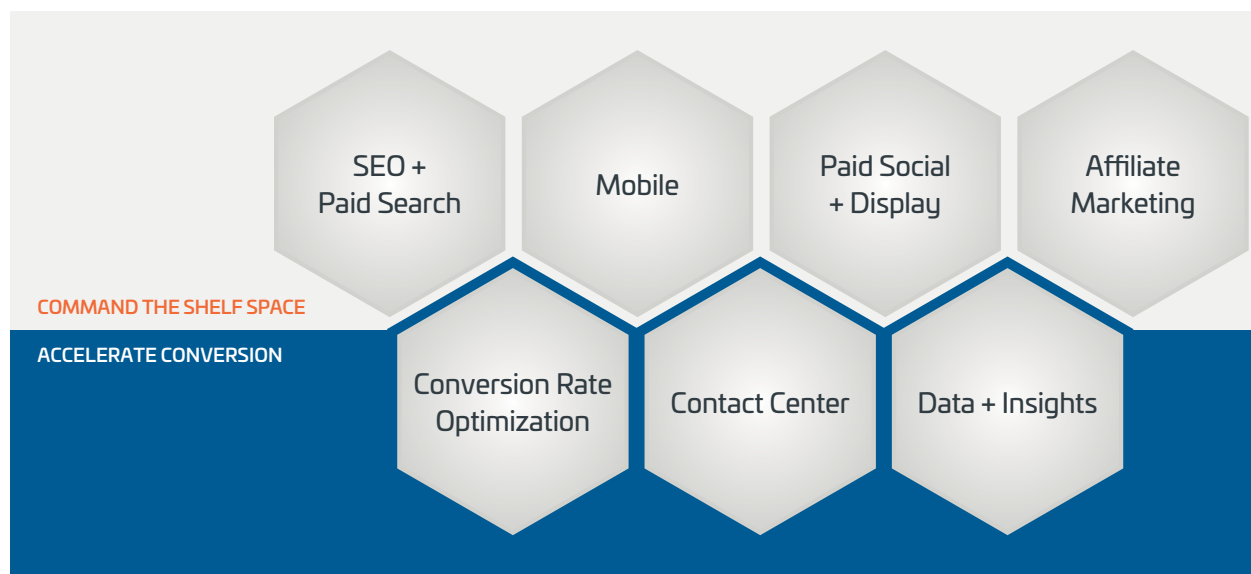 SEO +
Paid Search
Mobile
Paid Social
+ Display
Affiliate
Marketing
COMMAND THE SHELF SPACE
ACCELERATE CONVERSION
Conversion Rate
Optimization
Contact Center
Data + Insights